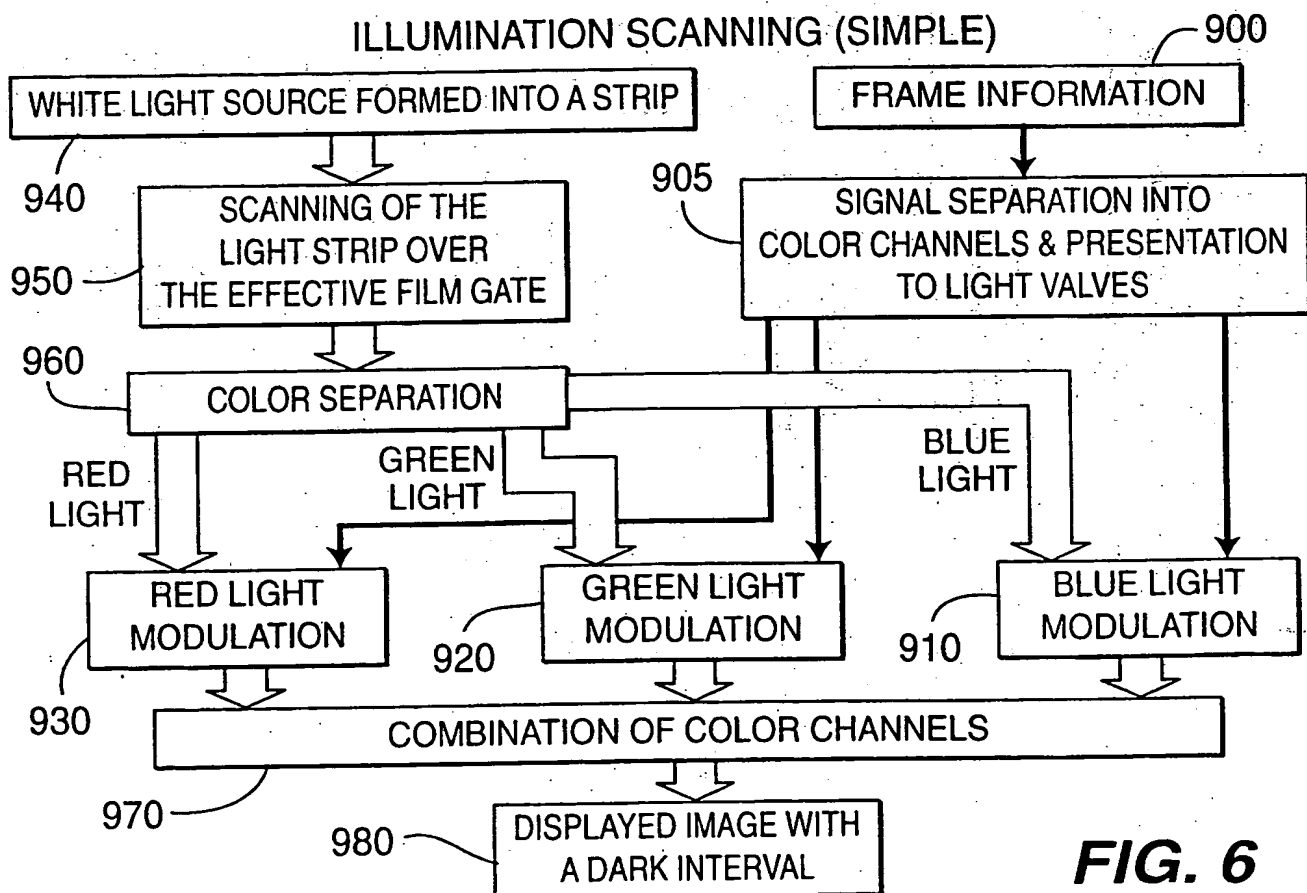 ILLUMINATION SCANNING (SIMPLE)
900
WHITE LIGHT SOURCE FORMED INTO A STRIP
FRAME INFORMATION
940
905
SCANNING OF THE
LIGHT STRIP OVER
THE EFFECTIVE FILM GATE
950
SIGNAL SEPARATION INTO
COLOR CHANNELS & PRESENTATION
TO LIGHT VALVES
960
COLOR SEPARATION
RED
LIGHT
GREEN
LIGHT
BLUE
LIGHT
RED LIGHT
MODULATION
930
GREEN LIGHT
MODULATION
920
BLUE LIGHT
MODULATION
910
COMBINATION OF COLOR CHANNELS
970
DISPLAYED IMAGE WITH
A DARK INTERVAL
980
FIG. 6